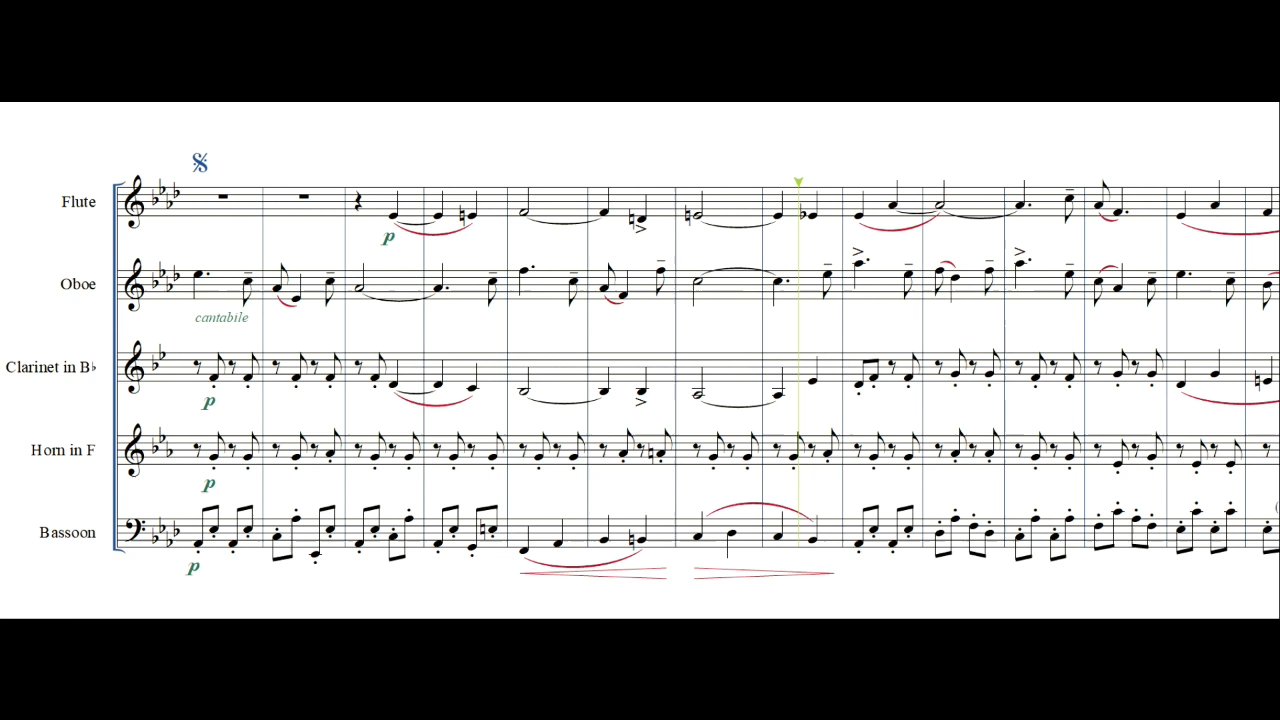 Flute
p
Oboe
cantabile
Clarinet in B♭
p
Horn in F
p
Bassoon
p